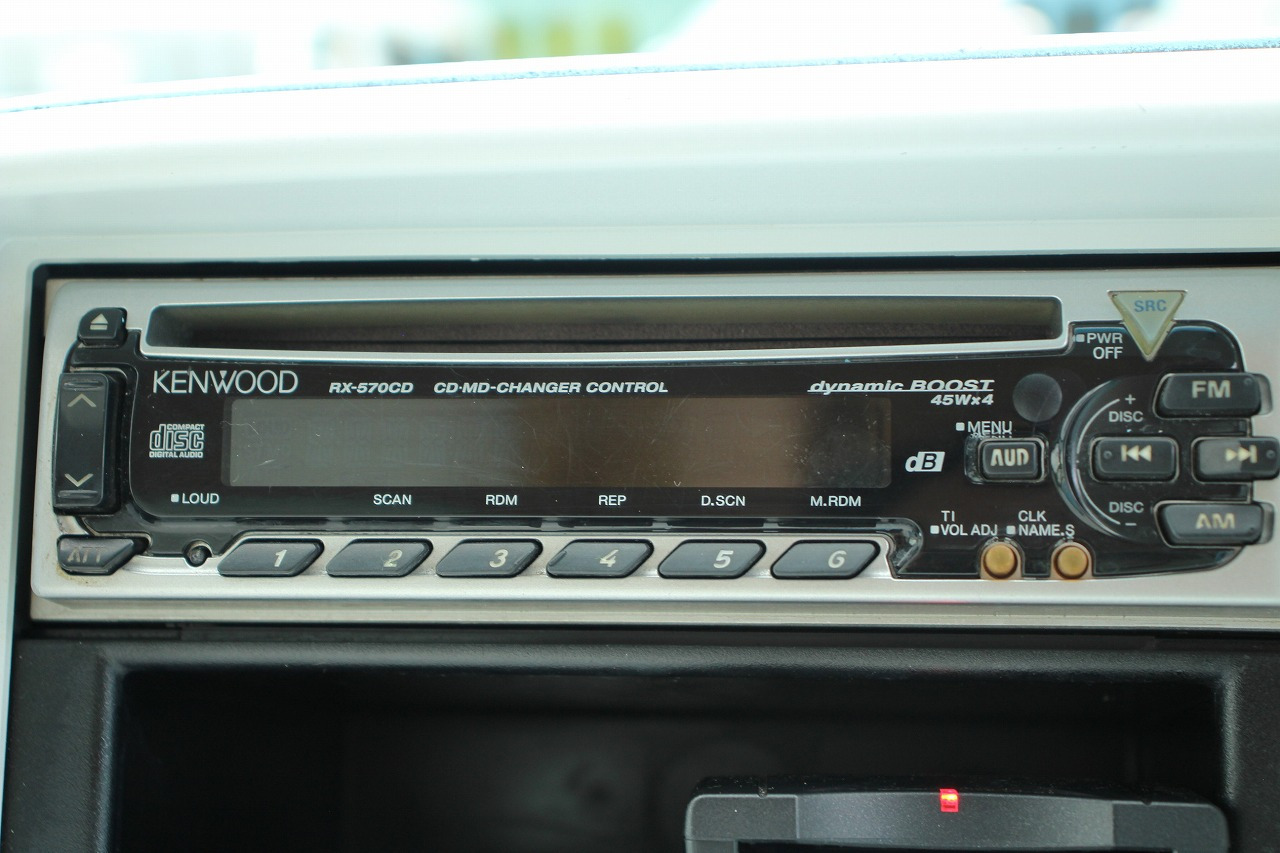 SRC
PWR
OFF
KENWOOD RX-570CD CD·MD-CHANGER CONTROL dynamic BOOST
45W×4
FM
+
DISC
MENU
COMPACT
disc
DIGITAL AUDIO
dB
AUD
LOUD SCAN RDM REP D.SCN M.RDM
DISC
−
AM
TI
VOL ADJ
CLK
NAME.S
ATT 1 2 3 4 5 6